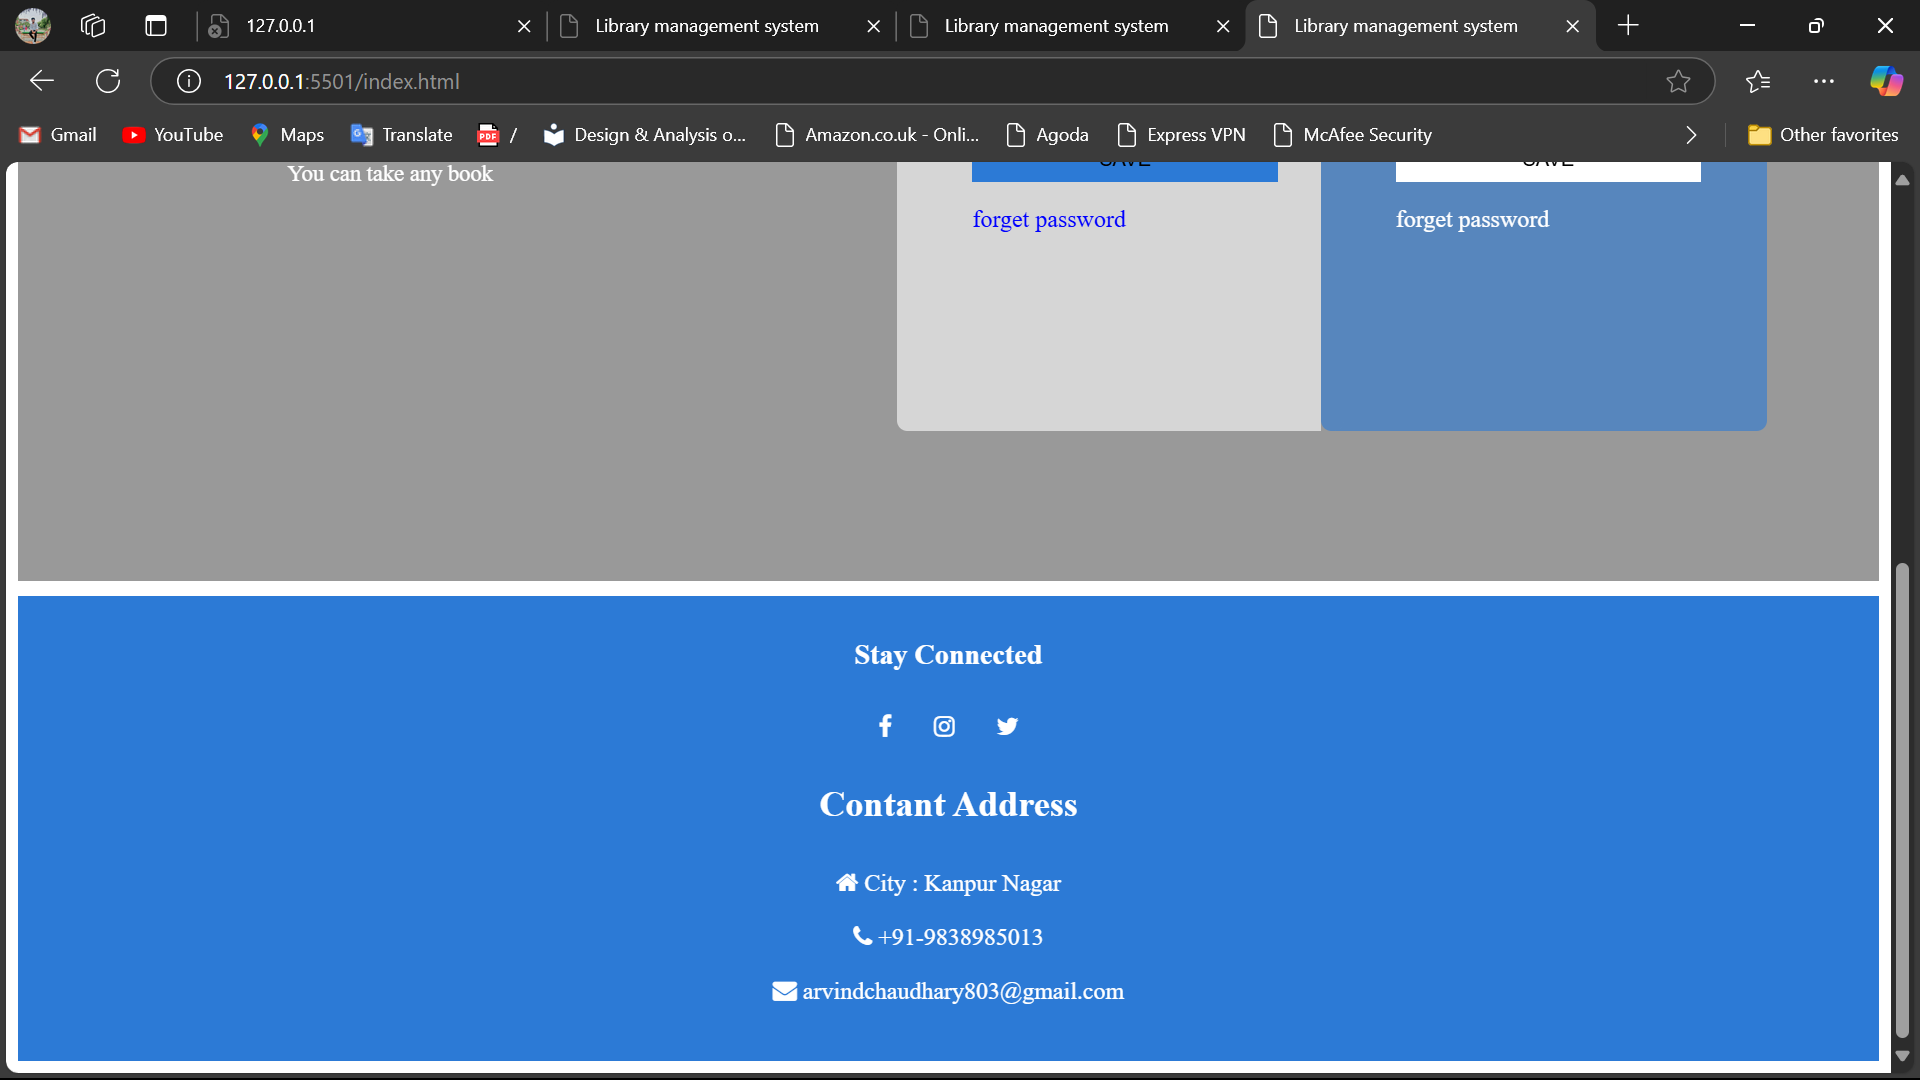 127.0.0.1
Library management system
Library management system
Library management system
127.0.0.1:5501/index.html
Gmail
YouTube
Maps
Translate
PDF /
Design & Analysis o...
Amazon.co.uk - Onli...
Agoda
Express VPN
McAfee Security
Other favorites
You can take any book
SAVE
SAVE
forget password
forget password
Stay Connected
Contant Address
City : Kanpur Nagar
+91-9838985013
arvindchaudhary803@gmail.com